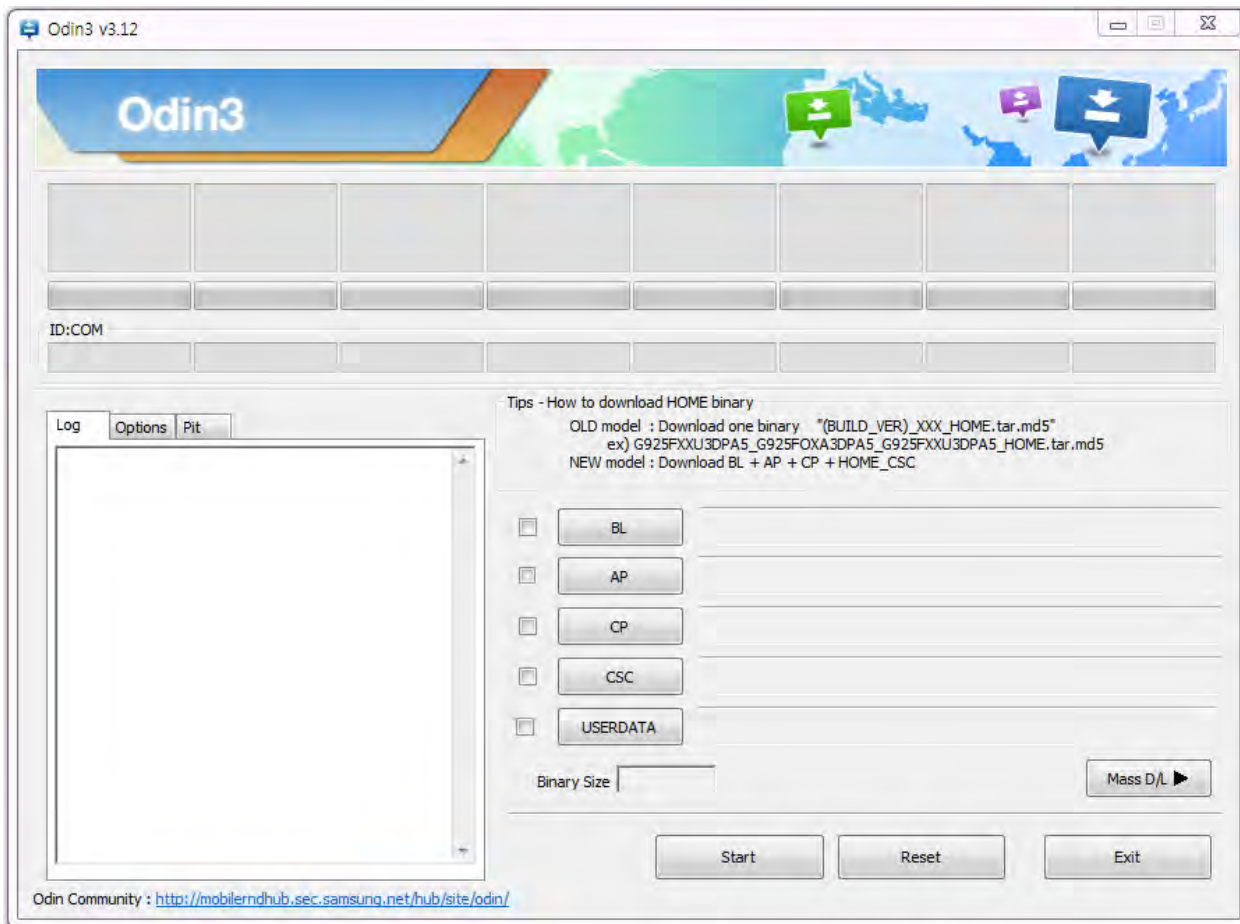 Odin3 v3.12
Odin3
ID:COM
Log
Options
Pit
Tips - How to download HOME binary
OLD model : Download one binary "(BUILD_VER)_XXX_HOME.tar.md5"
ex) G925FXXU3DPA5_G925FOXA3DPA5_G925FXXU3DPA5_HOME.tar.md5
NEW model : Download BL + AP + CP + HOME_CSC
BL
AP
CP
CSC
USERDATA
Binary Size
Mass D/L ▶
Start
Reset
Exit
Odin Community : http://mobilerndhub.sec.samsung.net/hub/site/odin/